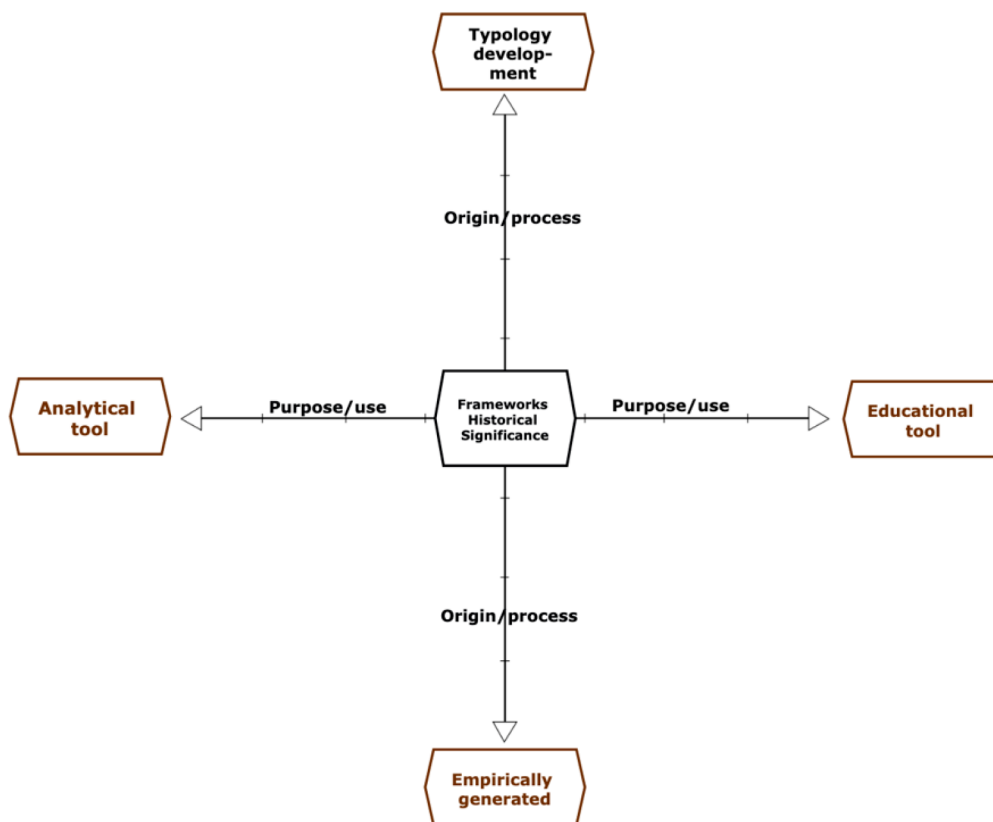 Typology
develop-
ment
Origin/process
Analytical
tool
Purpose/use
Frameworks
Historical
Significance
Purpose/use
Educational
tool
Origin/process
Empirically
generated